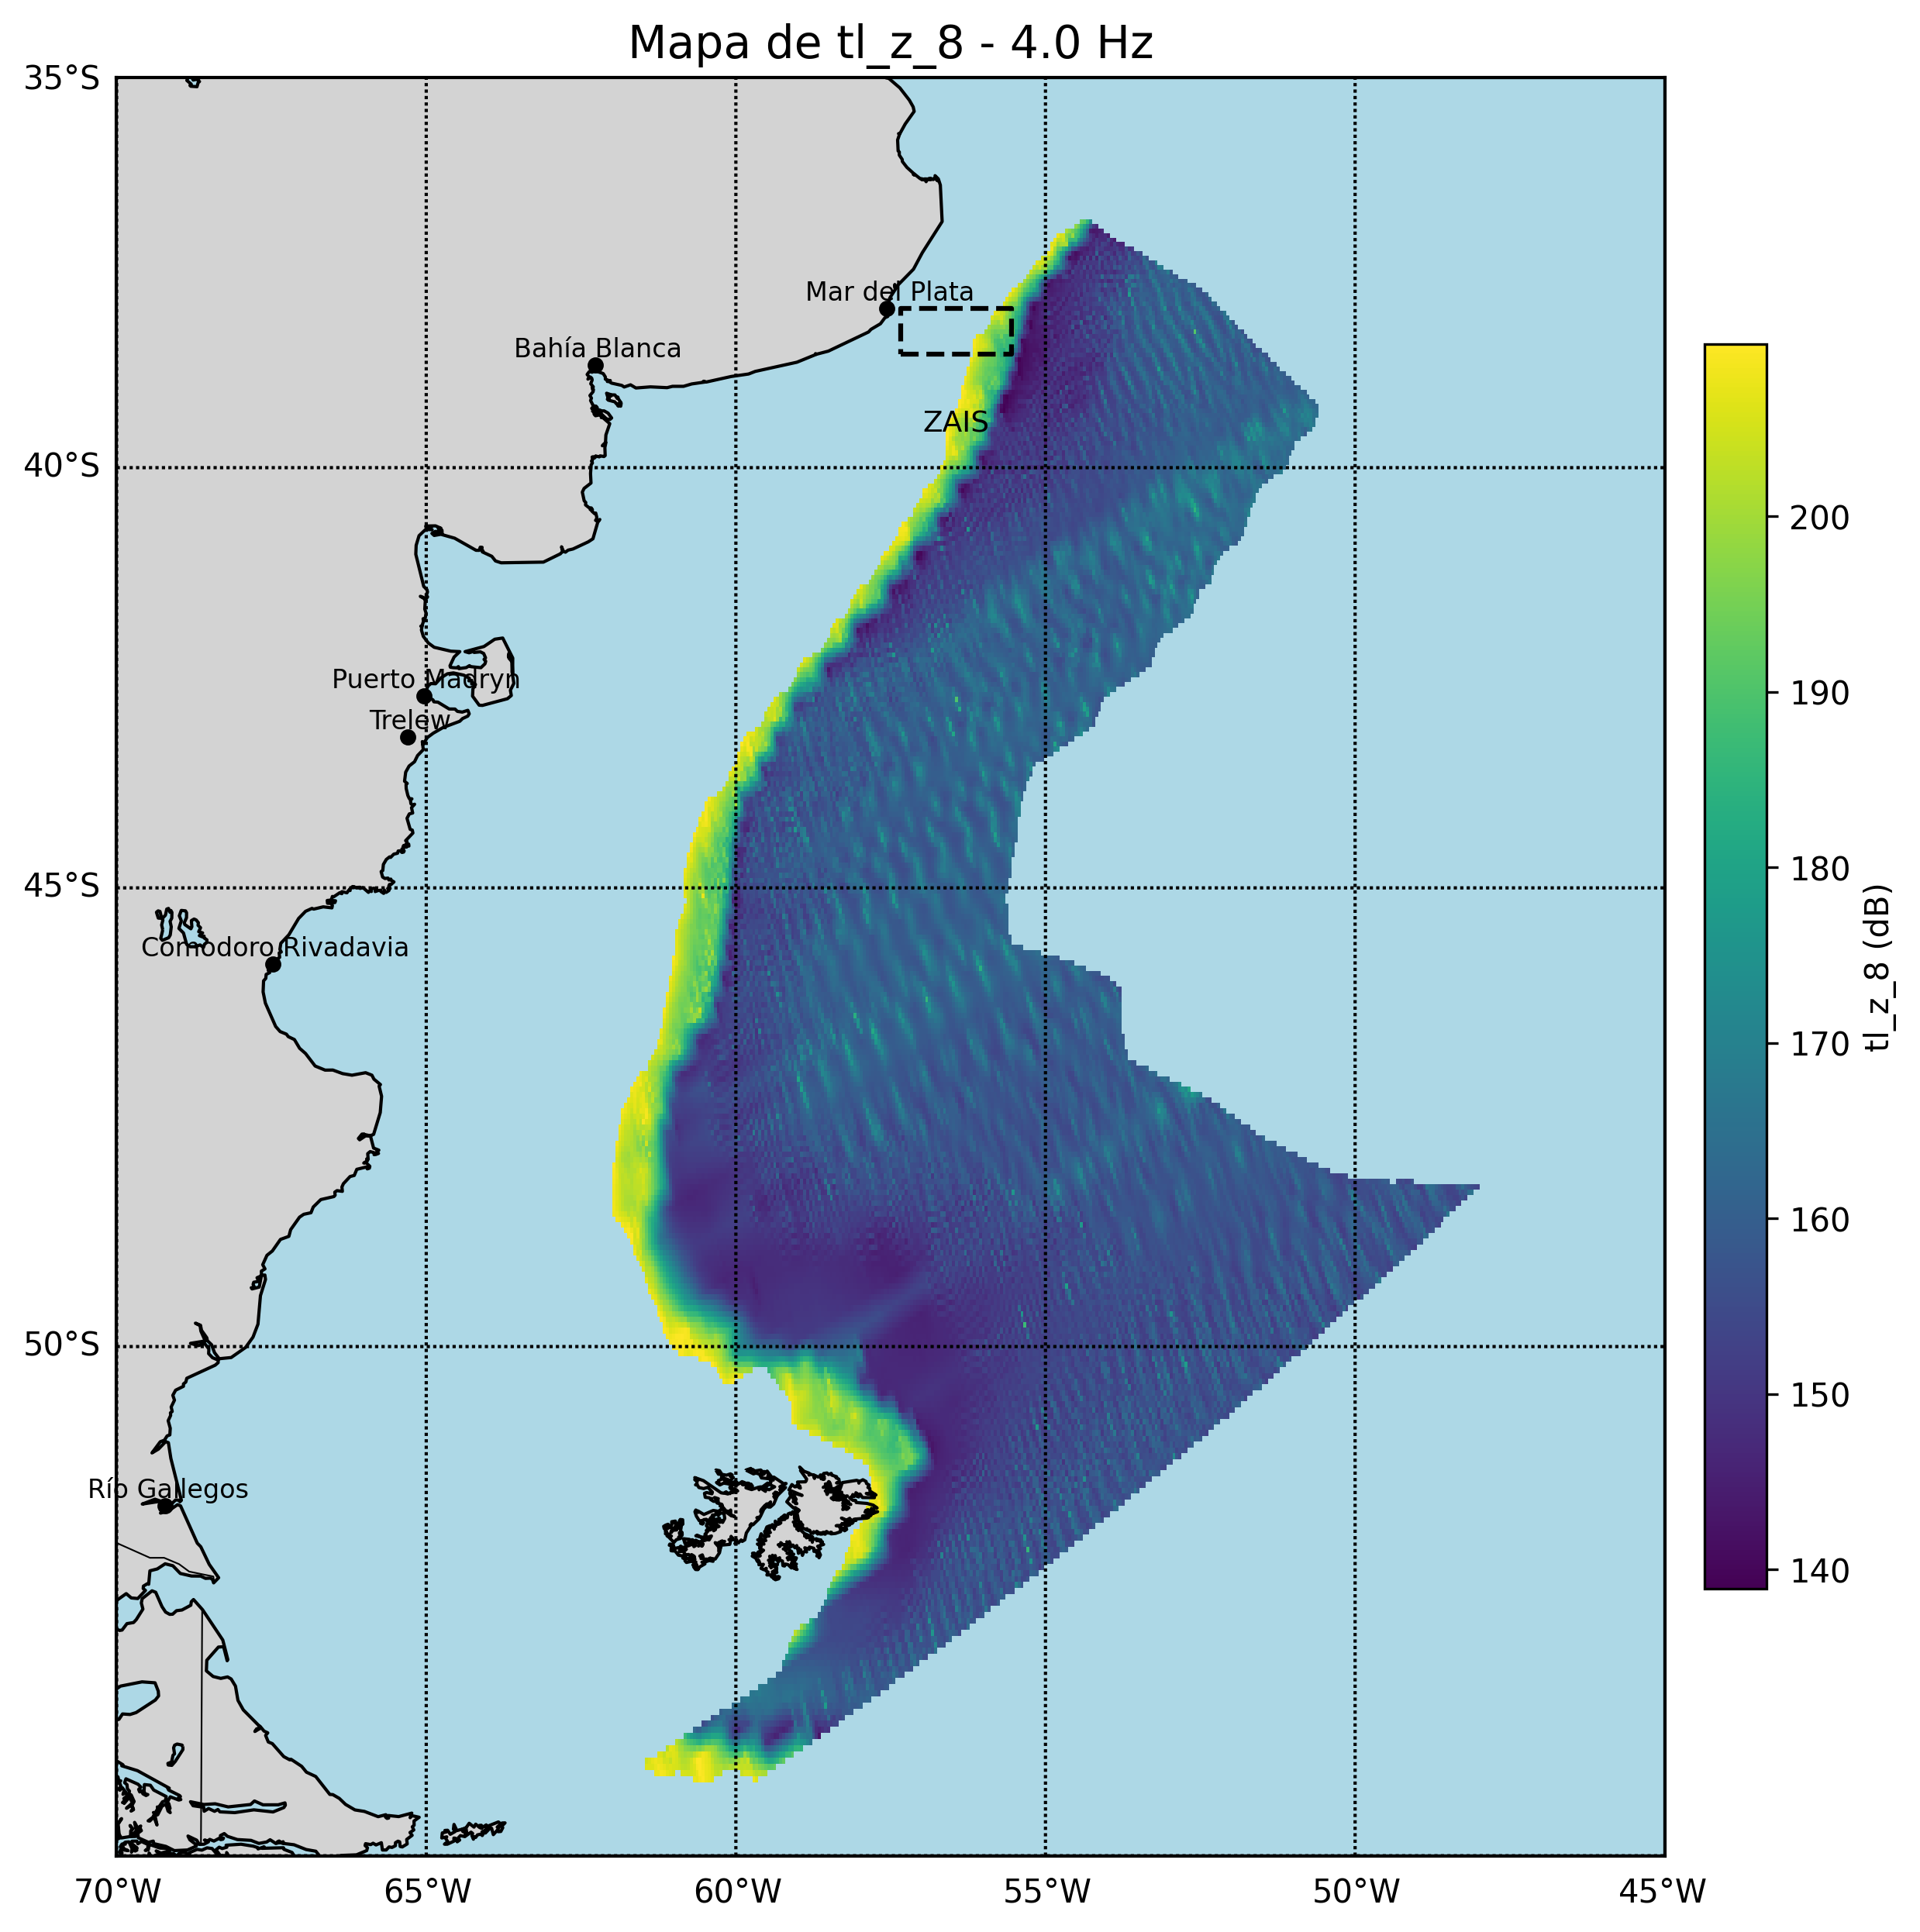 Mapa de tl_z_8 - 4.0 Hz
35°S
Mar del Plata
Bahía Blanca
ZAIS
40°S
200
190
Puerto Madryn
Trelew
180
45°S
tl_z_8 (dB)
Comodoro Rivadavia
170
160
50°S
150
Río Gallegos
140
70°W 65°W 60°W 55°W 50°W 45°W